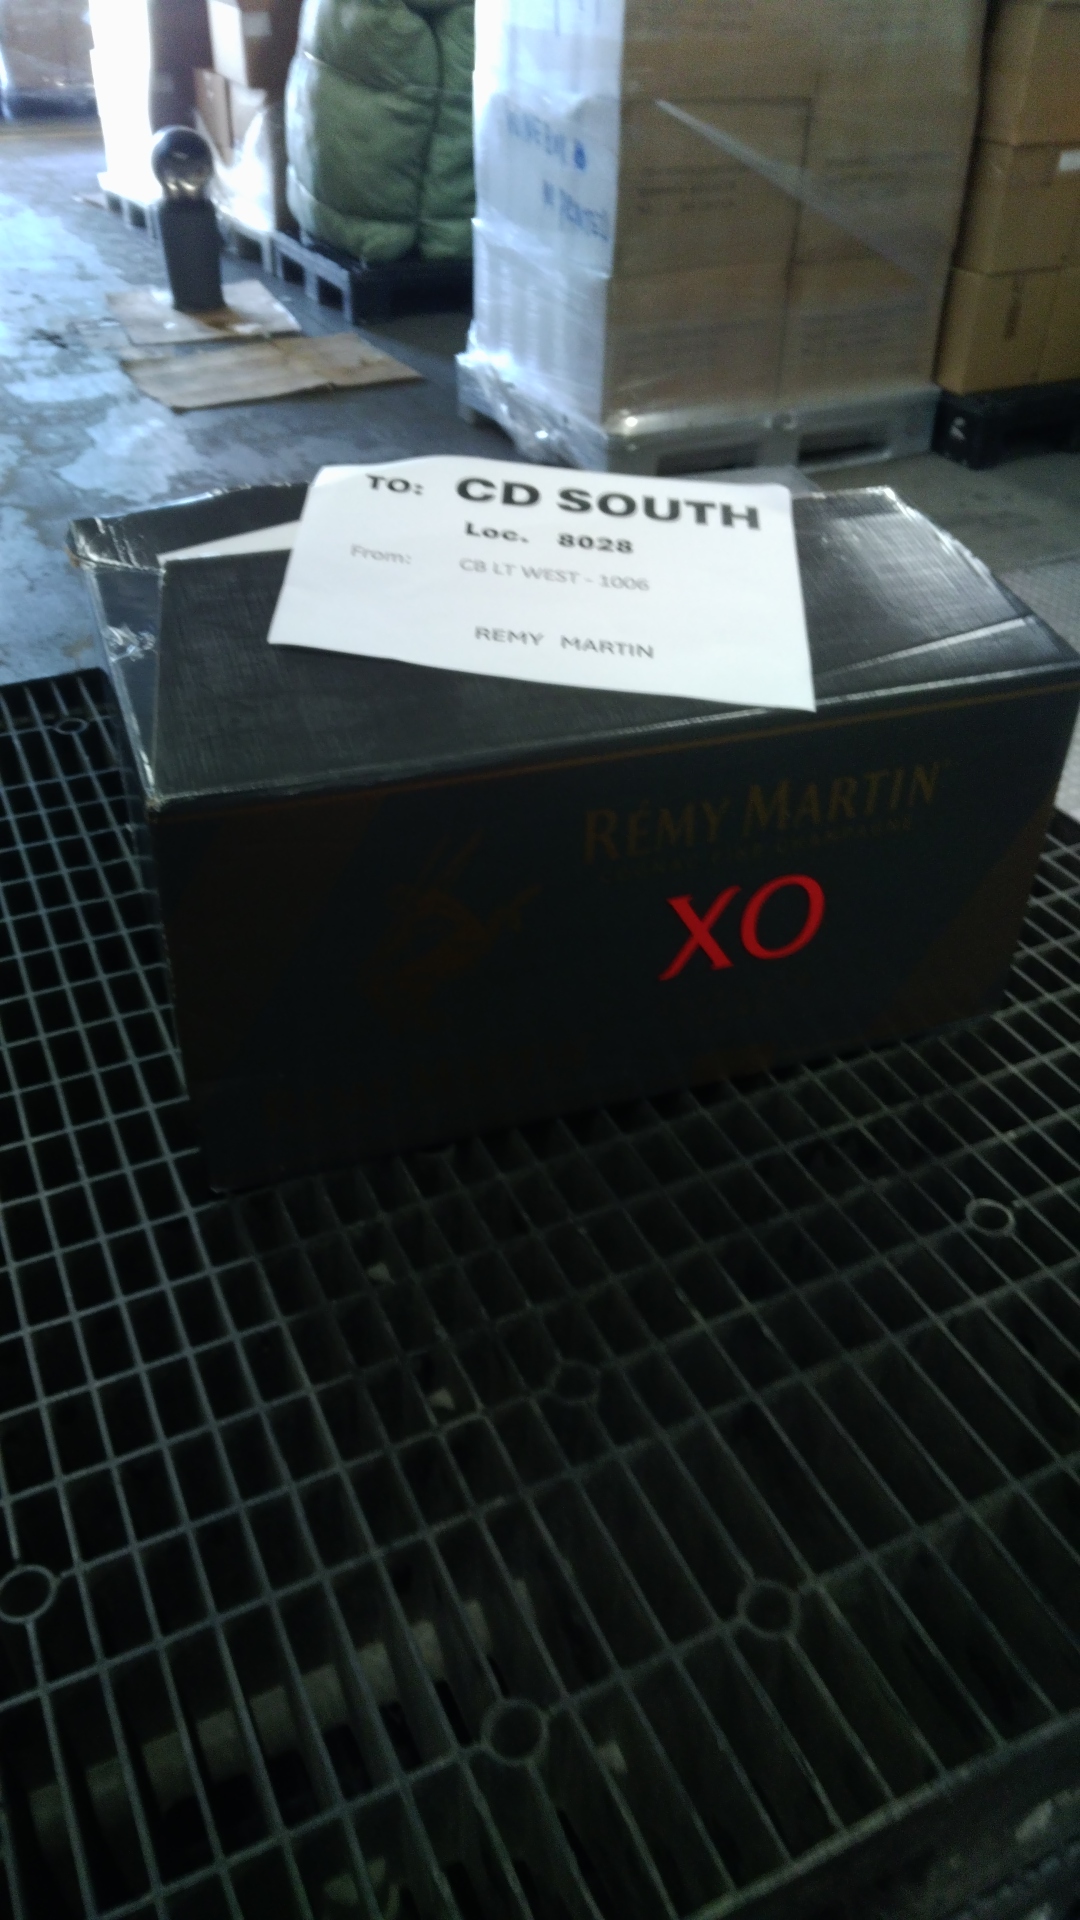 TO: CD SOUTH
Loc. 8028
From: CB LT WEST - 1006
REMY MARTIN
RÉMY MARTIN
XO